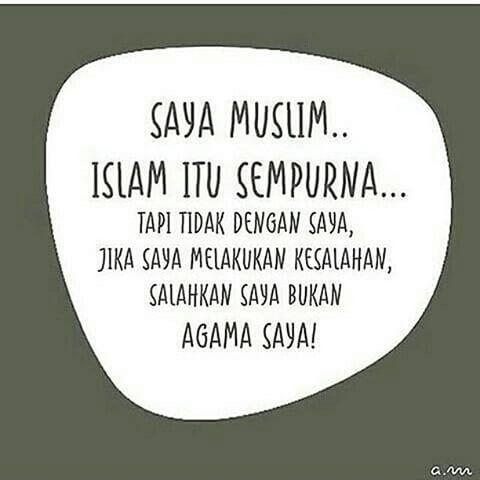 SAYA MUSLIM..
ISLAM ITU SEMPURNA...
TAPI TIDAK DENGAN SAYA,
JIKA SAYA MELAKUKAN KESALAHAN,
SALAHKAN SAYA BUKAN
AGAMA SAYA!
a.m